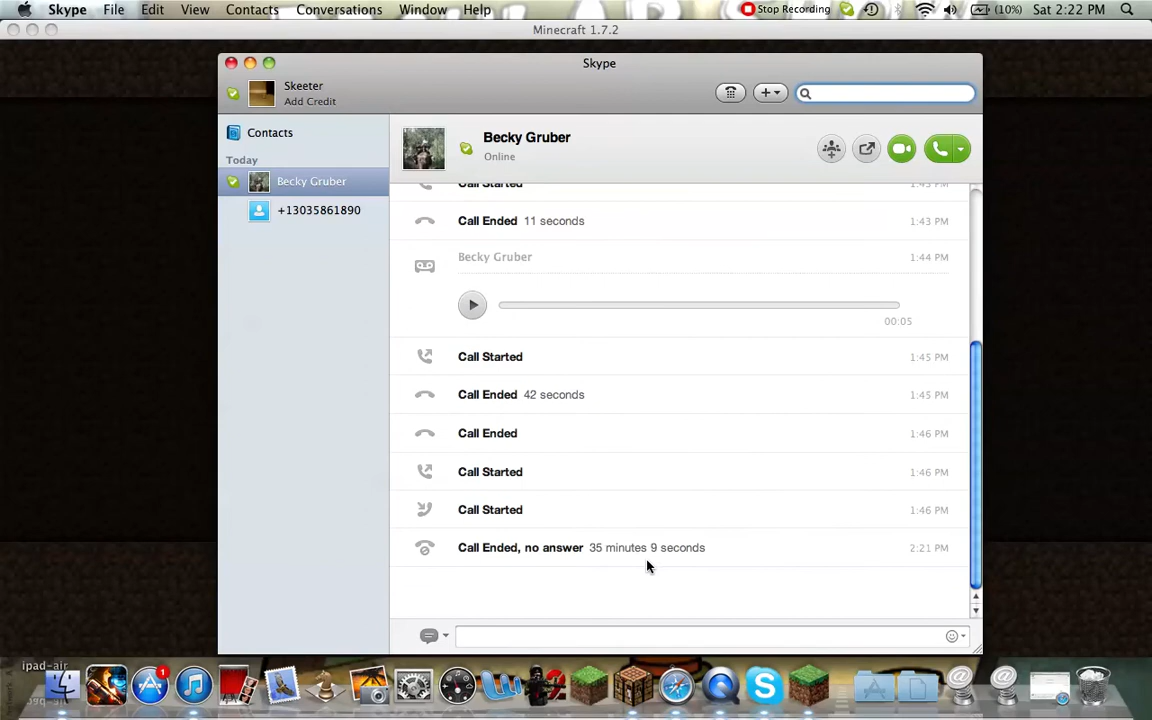 Skype File Edit View Contacts Conversations Window Help Stop Recording (10%) Sat 2:22 PM
Minecraft 1.7.2
Skype
Skeeter
Add Credit
Contacts
Today
Becky Gruber
+13035861890
Becky Gruber
Online
Call Started 1:43 PM
Call Ended 11 seconds 1:43 PM
Becky Gruber 1:44 PM
00:05
Call Started 1:45 PM
Call Ended 42 seconds 1:45 PM
Call Ended 1:46 PM
Call Started 1:46 PM
Call Started 1:46 PM
Call Ended, no answer 35 minutes 9 seconds 2:21 PM
ipad-air
1